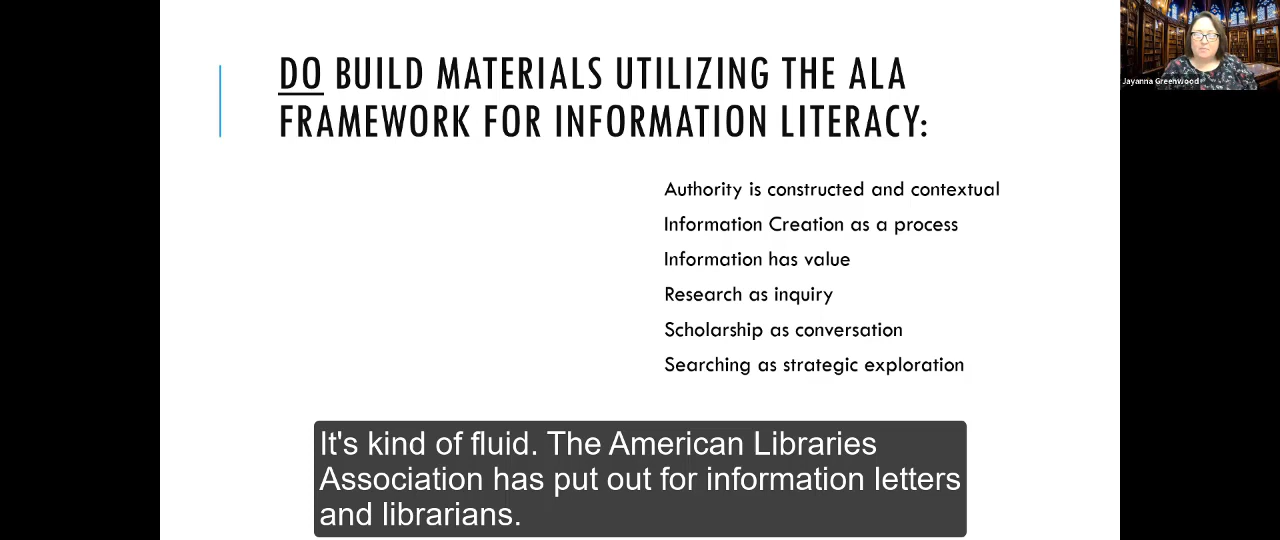 DO BUILD MATERIALS UTILIZING THE ALA
FRAMEWORK FOR INFORMATION LITERACY:
Jayanna Greenwood
Authority is constructed and contextual
Information Creation as a process
Information has value
Research as inquiry
Scholarship as conversation
Searching as strategic exploration
It's kind of fluid. The American Libraries
Association has put out for information letters
and librarians.